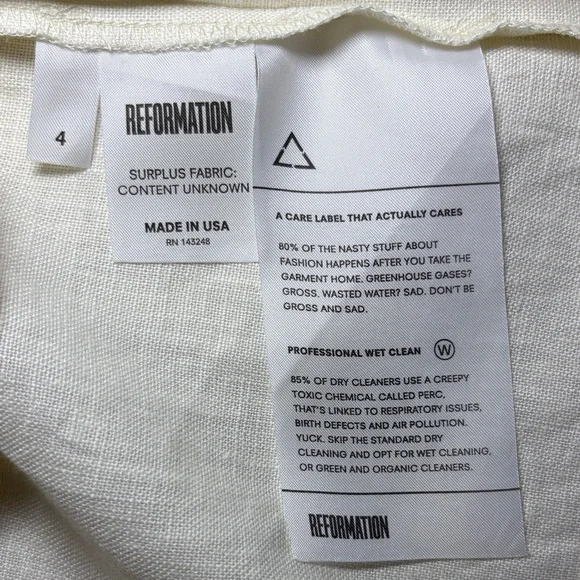 4
REFORMATION
SURPLUS FABRIC:
CONTENT UNKNOWN
MADE IN USA
RN 143248
A CARE LABEL THAT ACTUALLY CARES
80% OF THE NASTY STUFF ABOUT
FASHION HAPPENS AFTER YOU TAKE THE
GARMENT HOME. GREENHOUSE GASES?
GROSS. WASTED WATER? SAD. DON'T BE
GROSS AND SAD.
PROFESSIONAL WET CLEAN W
85% OF DRY CLEANERS USE A CREEPY
TOXIC CHEMICAL CALLED PERC,
THAT'S LINKED TO RESPIRATORY ISSUES,
BIRTH DEFECTS AND AIR POLLUTION.
YUCK. SKIP THE STANDARD DRY
CLEANING AND OPT FOR WET CLEANING,
OR GREEN AND ORGANIC CLEANERS.
REFORMATION